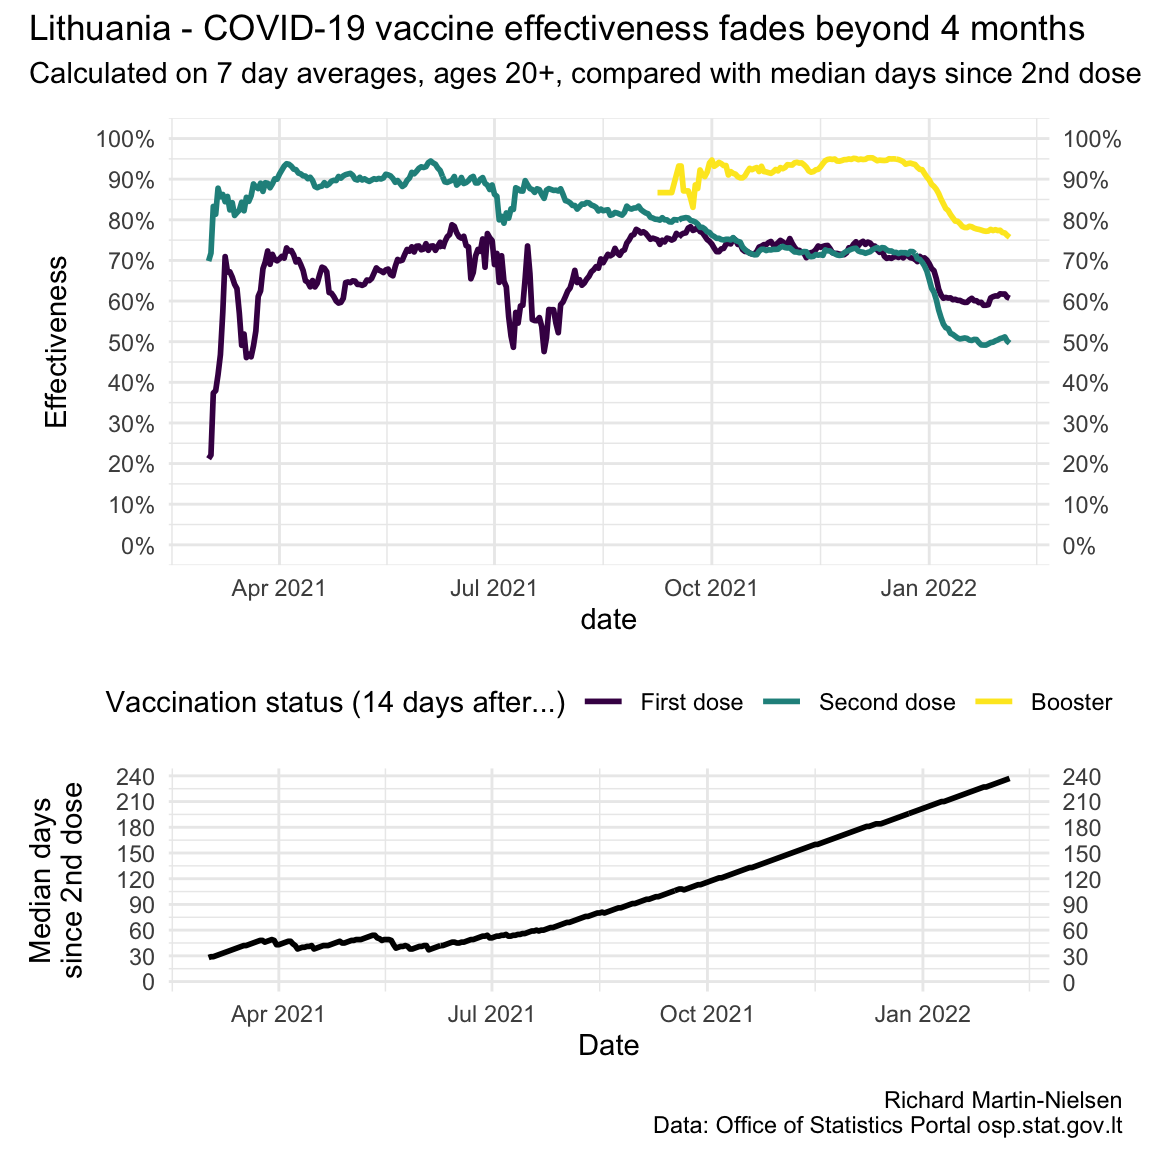 Lithuania - COVID-19 vaccine effectiveness fades beyond 4 months
Calculated on 7 day averages, ages 20+, compared with median days since 2nd dose
100%
90%
80%
70%
60%
50%
40%
30%
20%
10%
0%
Effectiveness
100%
90%
80%
70%
60%
50%
40%
30%
20%
10%
0%
Apr 2021
Jul 2021
Oct 2021
Jan 2022
date
Vaccination status (14 days after...)
First dose
Second dose
Booster
Median days
since 2nd dose
240
210
180
150
120
90
60
30
0
240
210
180
150
120
90
60
30
0
Apr 2021
Jul 2021
Oct 2021
Jan 2022
Date
Richard Martin-Nielsen
Data: Office of Statistics Portal osp.stat.gov.lt